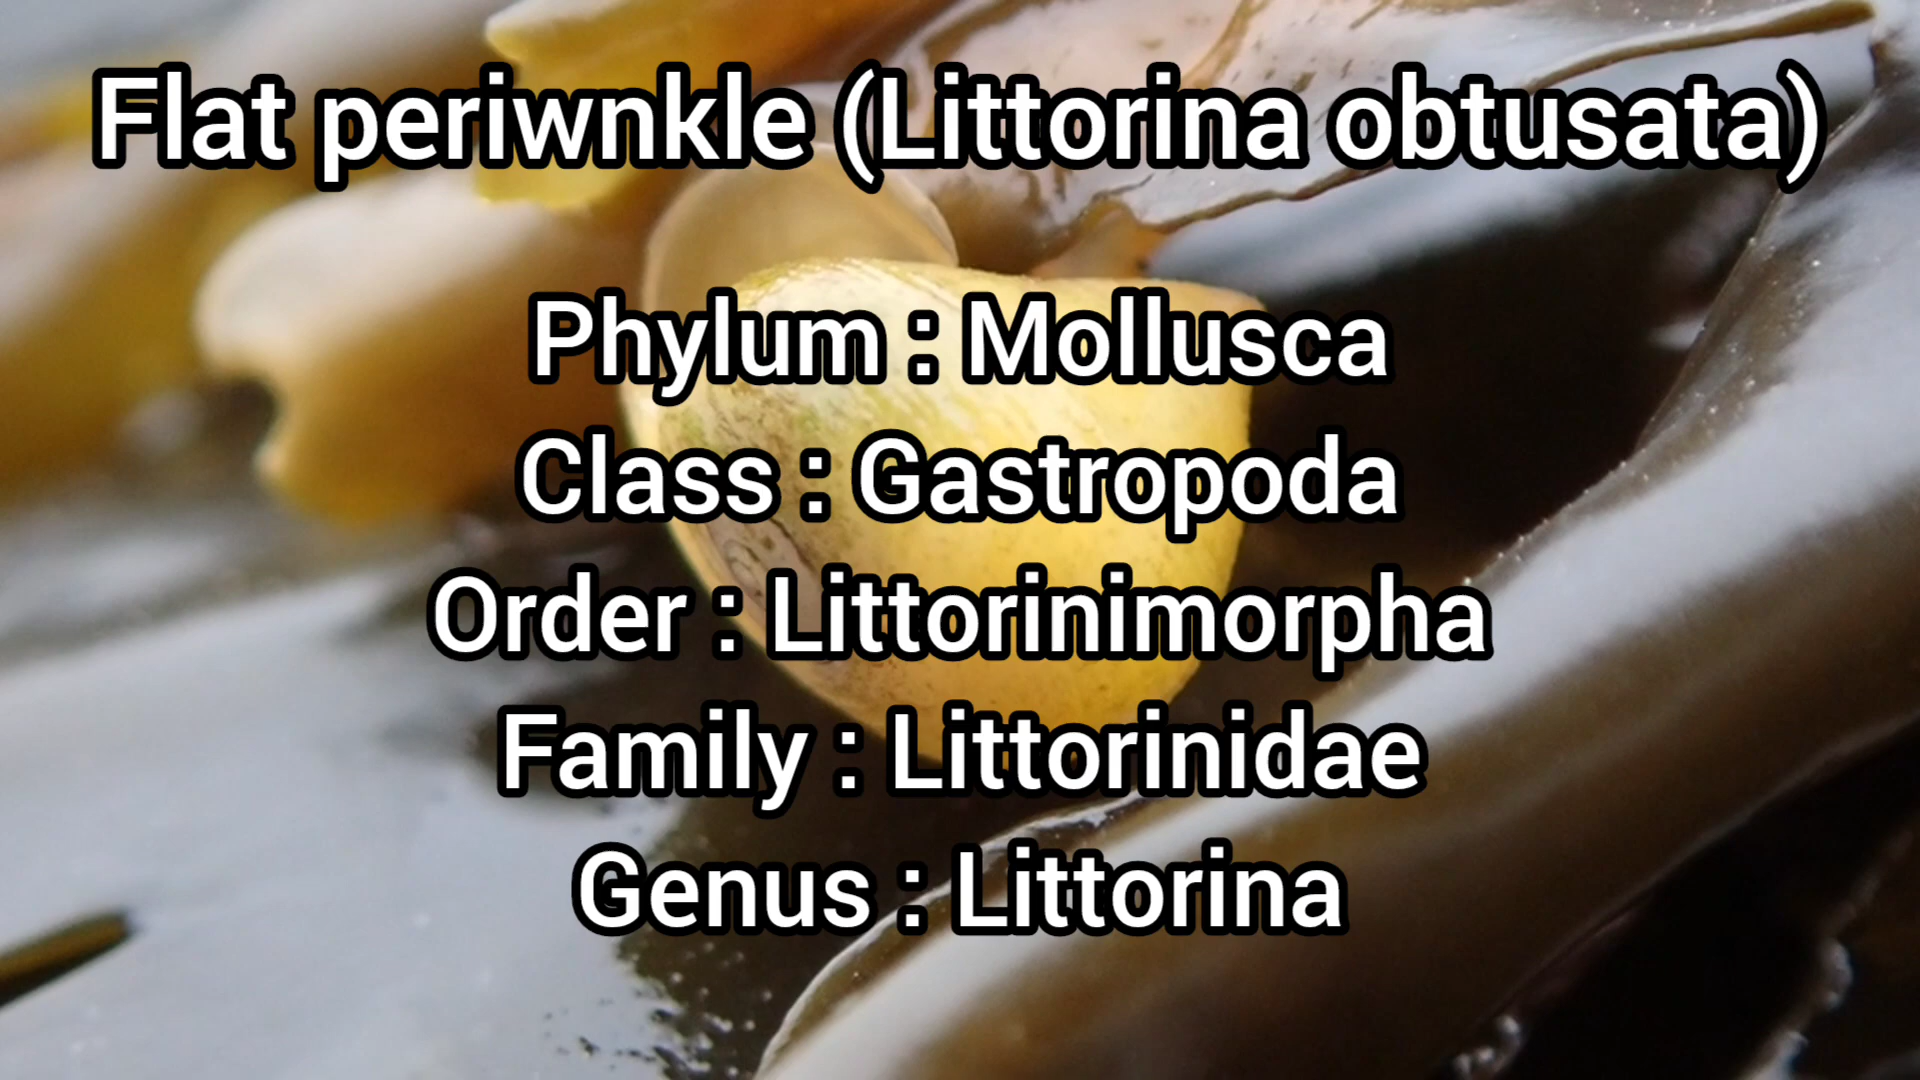 Flat periwnkle (Littorina obtusata)
Phylum : Mollusca
Class : Gastropoda
Order : Littorinimorpha
Family : Littorinidae
Genus : Littorina